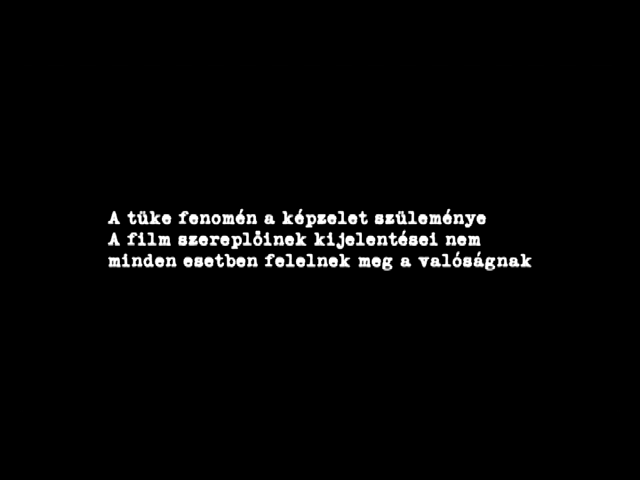 A tüke fenomén a képzelet szüleménye
A film szereplőinek kijelentései nem
minden esetben felelnek meg a valóságnak